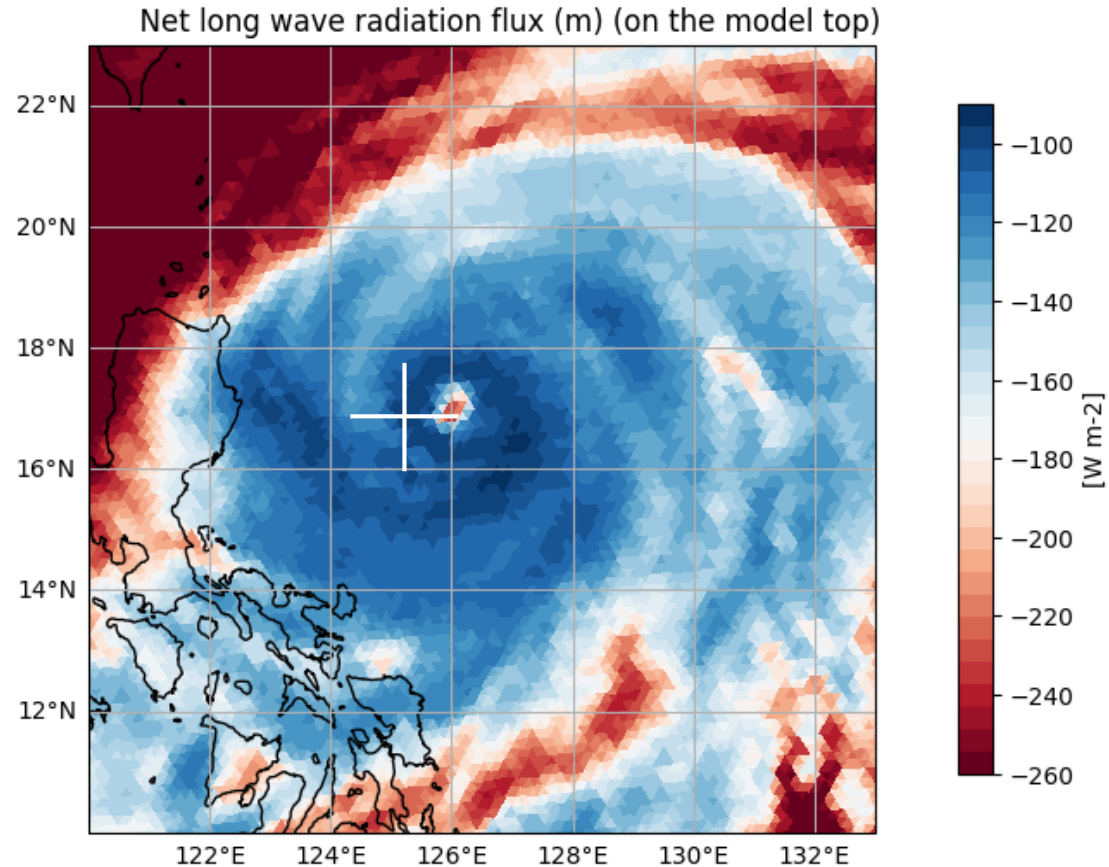 Net long wave radiation flux (m) (on the model top)
22°N
20°N
18°N
16°N
14°N
12°N
122°E 124°E 126°E 128°E 130°E 132°E
−100
−120
−140
−160
−180
−200
−220
−240
−260
[W m-2]